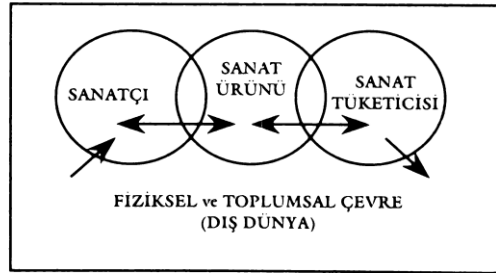 SANATÇI
SANAT
ÜRÜNÜ
SANAT
TÜKETİCİSİ
FİZİKSEL ve TOPLUMSAL ÇEVRE
(DIŞ DÜNYA)